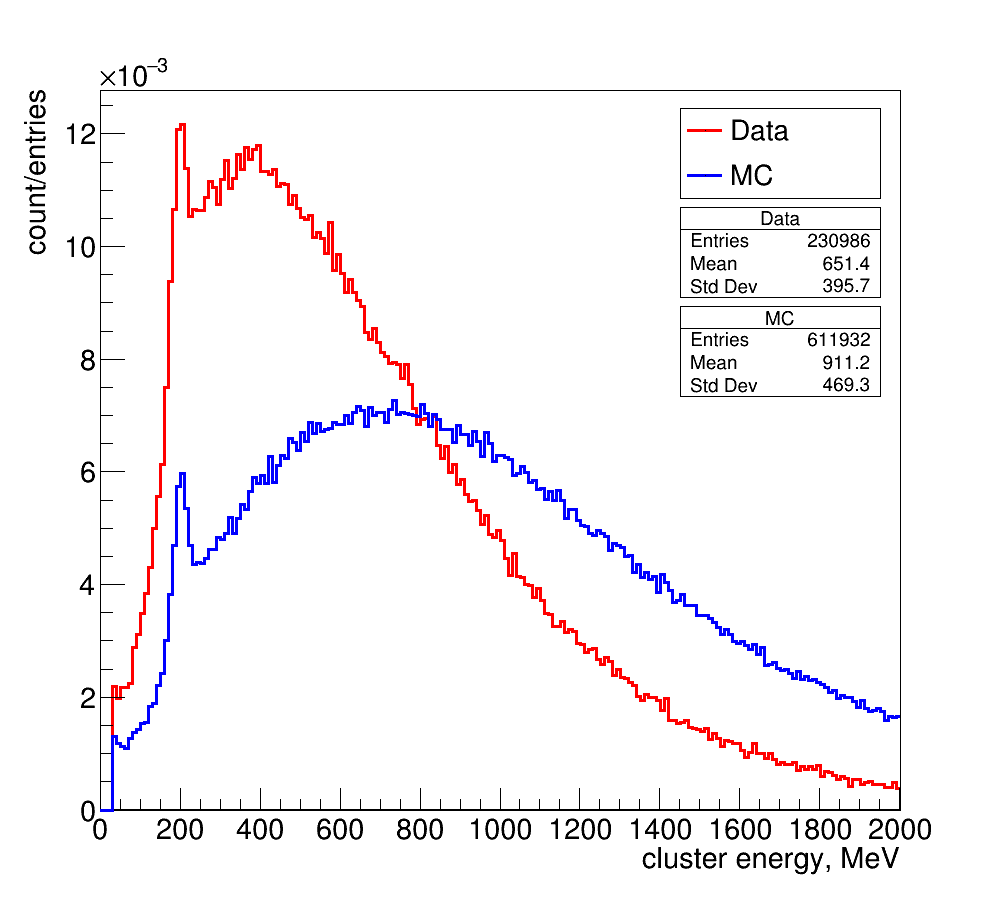 ×10⁻³
count/entries
12
10
8
6
4
2
0
Data
MC
Data
Entries 230986
Mean 651.4
Std Dev 395.7
MC
Entries 611932
Mean 911.2
Std Dev 469.3
0 200 400 600 800 1000 1200 1400 1600 1800 2000
cluster energy, MeV